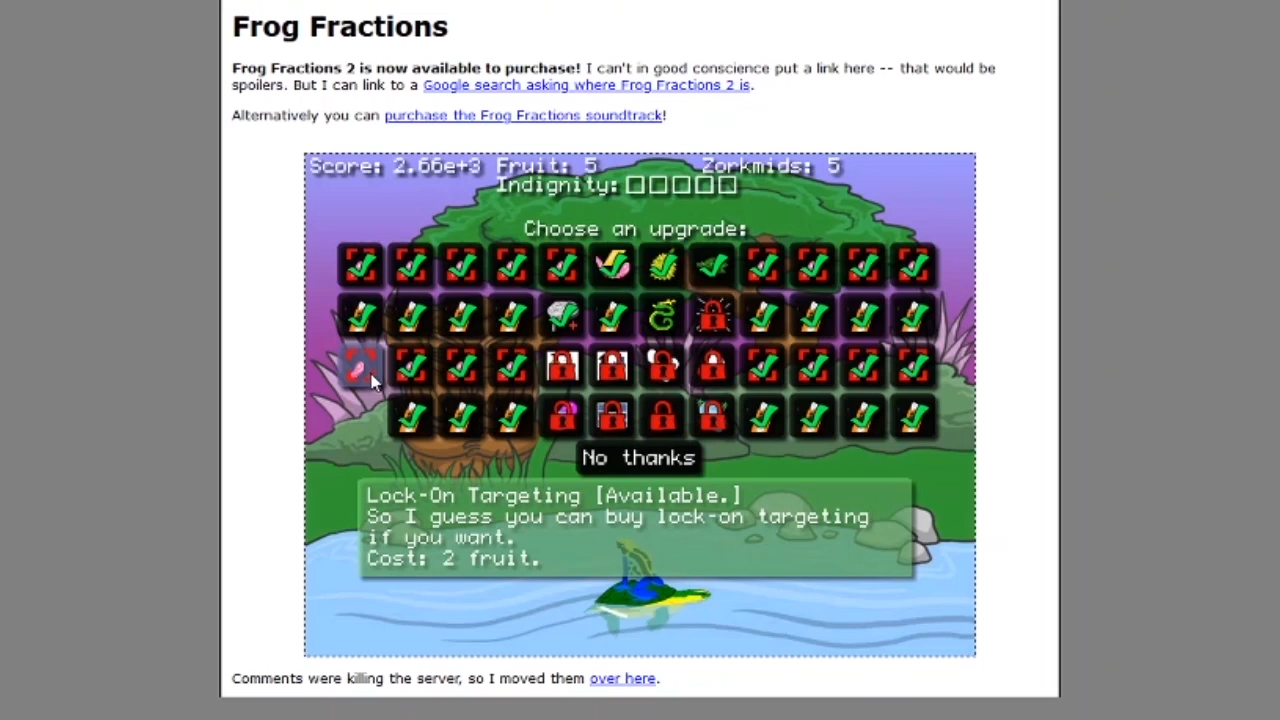 Frog Fractions
Frog Fractions 2 is now available to purchase! I can't in good conscience put a link here -- that would be
spoilers. But I can link to a Google search asking where Frog Fractions 2 is.
Alternatively you can purchase the Frog Fractions soundtrack!
Score: 2.66e+3 Fruit: 5 Zorkmids: 5
Indignity:
Choose an upgrade:
No thanks
Lock-On Targeting [Available.]
So I guess you can buy lock-on targeting
if you want.
Cost: 2 fruit.
Comments were killing the server, so I moved them over here.